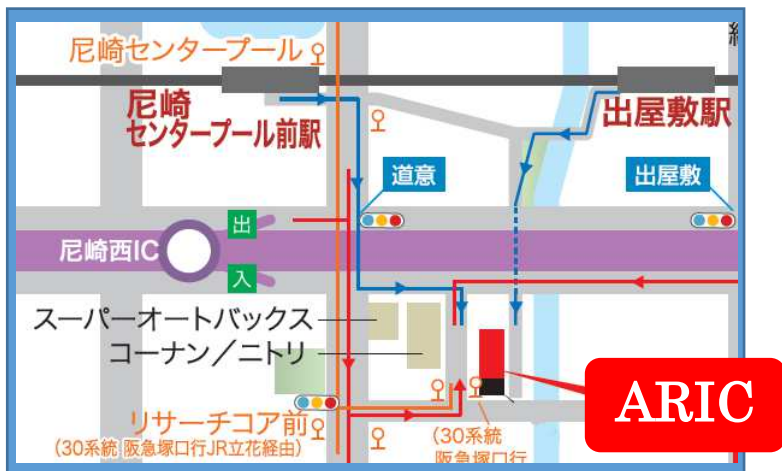 尼崎センタープール
尼崎
センタープール前駅
出屋敷駅
道意
出屋敷
出
尼崎西IC
入
スーパーオートバックス
コーナン／ニトリ
ARIC
リサーチコア前
(30系統 阪急塚口行JR立花経由)
(30系統
阪急塚口行